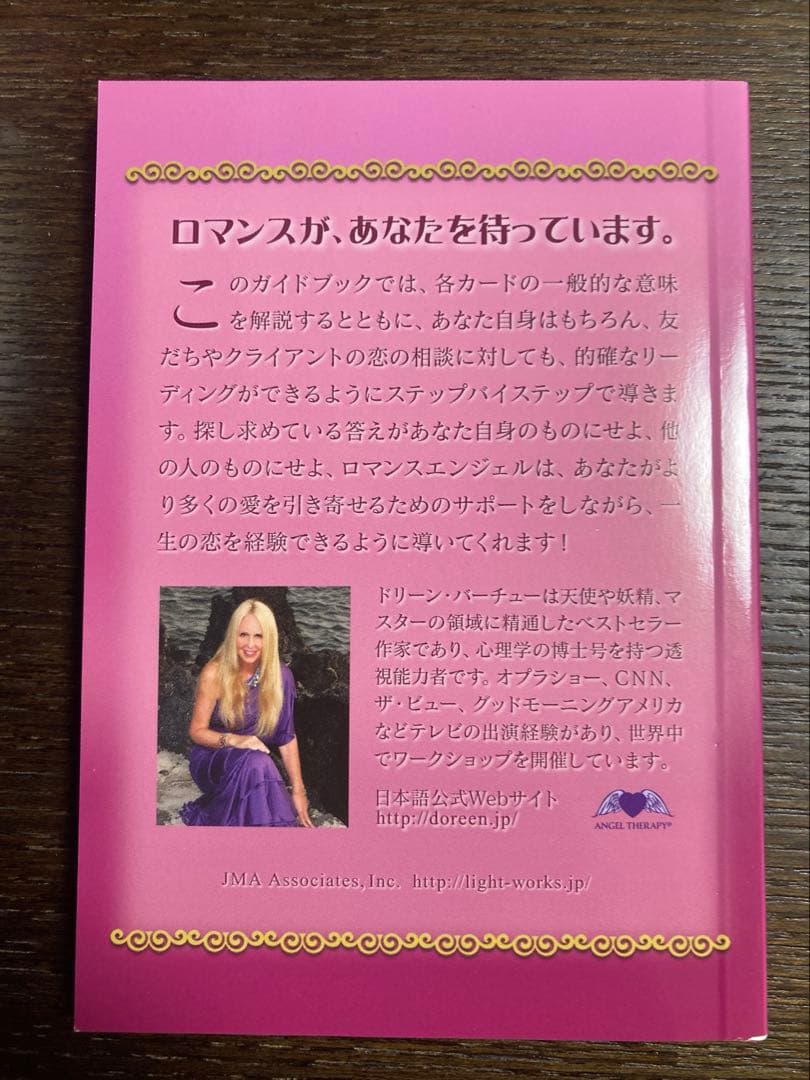 ロマンスが、あなたを待っています。
このガイドブックでは、各カードの一般的な意味
を解説するとともに、あなた自身はもちろん、友
だちやクライアントの恋の相談に対しても、的確なリー
ディングができるようにステップバイステップで導きま
す。探し求めている答えがあなた自身のものにせよ、他
の人のものにせよ、ロマンスエンジェルは、あなたがよ
り多くの愛を引き寄せるためのサポートをしながら、一
生の恋を経験できるように導いてくれます！
ドリーン・バーチューは天使や妖精、マ
スターの領域に精通したベストセラー
作家であり、心理学の博士号を持つ透
視能力者です。オプラショー、CNN、
ザ・ビュー、グッドモーニングアメリカ
などテレビの出演経験があり、世界中
でワークショップを開催しています。
日本語公式Webサイト
http://doreen.jp/
ANGEL THERAPY®
JMA Associates,Inc. http://light-works.jp/